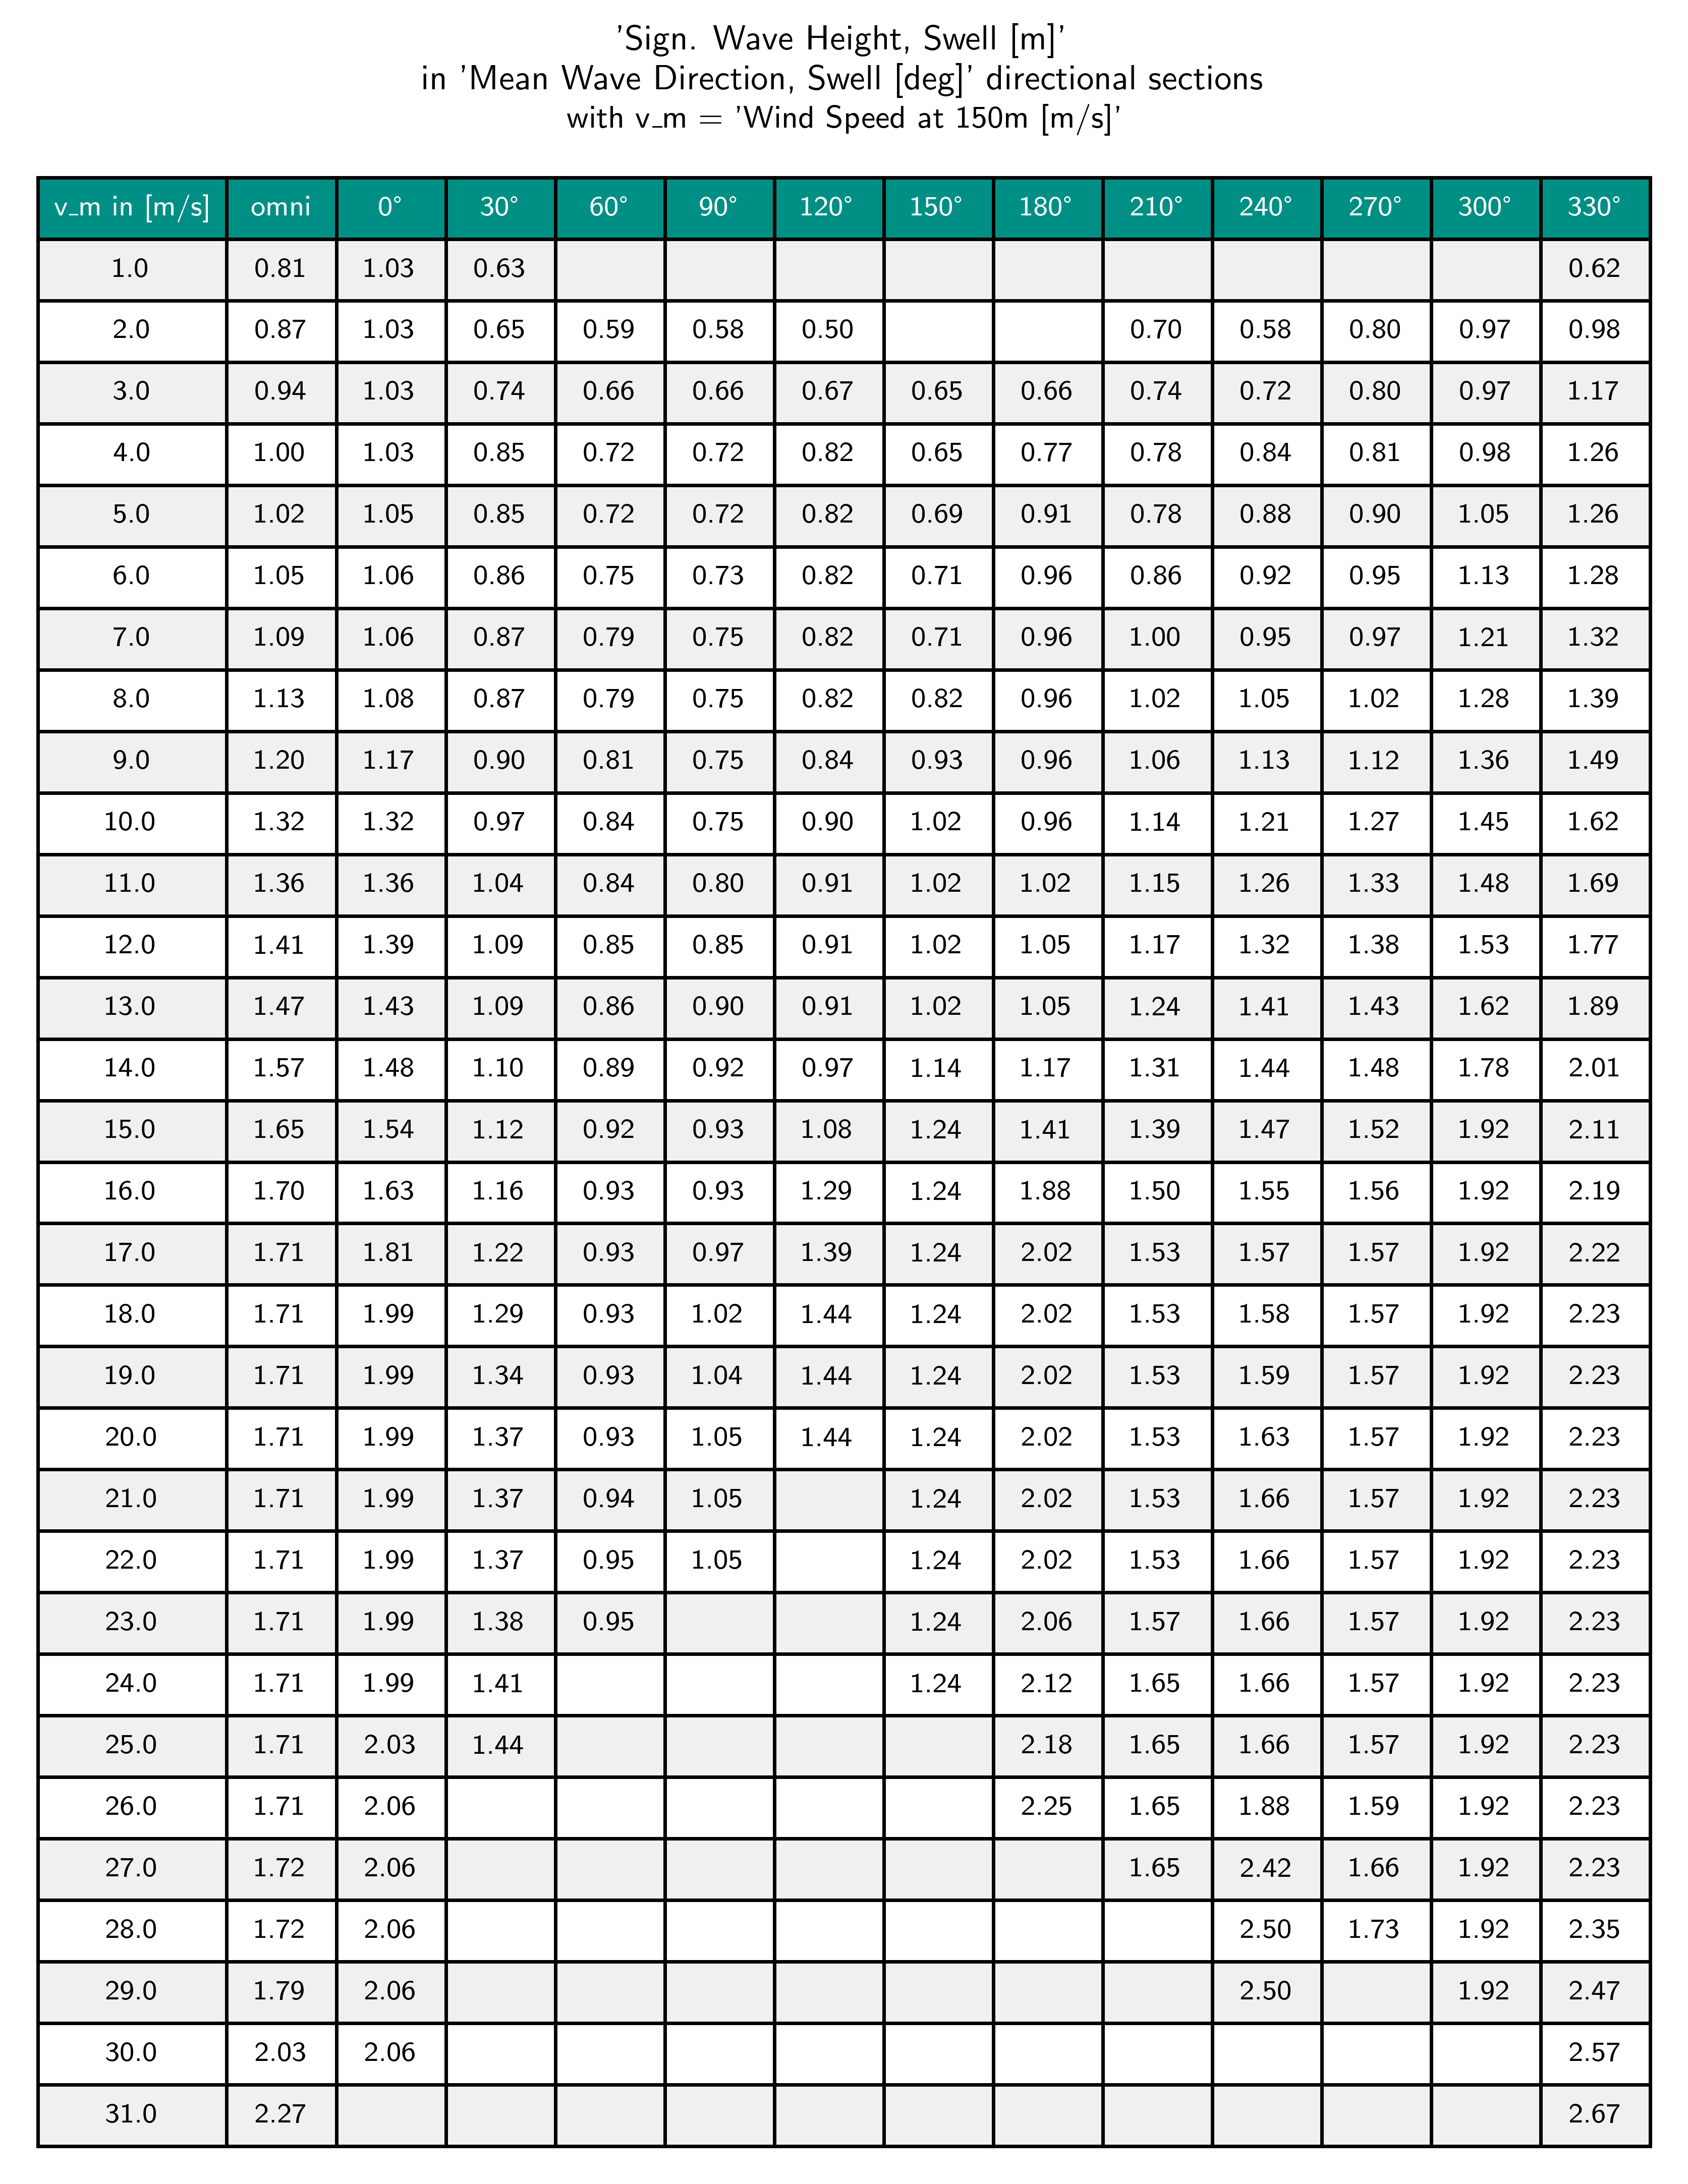 'Sign. Wave Height, Swell [m]'
in 'Mean Wave Direction, Swell [deg]' directional sections
with v_m = 'Wind Speed at 150m [m/s]'
v_m in [m/s] omni 0° 30° 60° 90° 120° 150° 180° 210° 240° 270° 300° 330°
1.0 0.81 1.03 0.63 0.62
2.0 0.87 1.03 0.65 0.59 0.58 0.50 0.70 0.58 0.80 0.97 0.98
3.0 0.94 1.03 0.74 0.66 0.66 0.67 0.65 0.66 0.74 0.72 0.80 0.97 1.17
4.0 1.00 1.03 0.85 0.72 0.72 0.82 0.65 0.77 0.78 0.84 0.81 0.98 1.26
5.0 1.02 1.05 0.85 0.72 0.72 0.82 0.69 0.91 0.78 0.88 0.90 1.05 1.26
6.0 1.05 1.06 0.86 0.75 0.73 0.82 0.71 0.96 0.86 0.92 0.95 1.13 1.28
7.0 1.09 1.06 0.87 0.79 0.75 0.82 0.71 0.96 1.00 0.95 0.97 1.21 1.32
8.0 1.13 1.08 0.87 0.79 0.75 0.82 0.82 0.96 1.02 1.05 1.02 1.28 1.39
9.0 1.20 1.17 0.90 0.81 0.75 0.84 0.93 0.96 1.06 1.13 1.12 1.36 1.49
10.0 1.32 1.32 0.97 0.84 0.75 0.90 1.02 0.96 1.14 1.21 1.27 1.45 1.62
11.0 1.36 1.36 1.04 0.84 0.80 0.91 1.02 1.02 1.15 1.26 1.33 1.48 1.69
12.0 1.41 1.39 1.09 0.85 0.85 0.91 1.02 1.05 1.17 1.32 1.38 1.53 1.77
13.0 1.47 1.43 1.09 0.86 0.90 0.91 1.02 1.05 1.24 1.41 1.43 1.62 1.89
14.0 1.57 1.48 1.10 0.89 0.92 0.97 1.14 1.17 1.31 1.44 1.48 1.78 2.01
15.0 1.65 1.54 1.12 0.92 0.93 1.08 1.24 1.41 1.39 1.47 1.52 1.92 2.11
16.0 1.70 1.63 1.16 0.93 0.93 1.29 1.24 1.88 1.50 1.55 1.56 1.92 2.19
17.0 1.71 1.81 1.22 0.93 0.97 1.39 1.24 2.02 1.53 1.57 1.57 1.92 2.22
18.0 1.71 1.99 1.29 0.93 1.02 1.44 1.24 2.02 1.53 1.58 1.57 1.92 2.23
19.0 1.71 1.99 1.34 0.93 1.04 1.44 1.24 2.02 1.53 1.59 1.57 1.92 2.23
20.0 1.71 1.99 1.37 0.93 1.05 1.44 1.24 2.02 1.53 1.63 1.57 1.92 2.23
21.0 1.71 1.99 1.37 0.94 1.05 1.24 2.02 1.53 1.66 1.57 1.92 2.23
22.0 1.71 1.99 1.37 0.95 1.05 1.24 2.02 1.53 1.66 1.57 1.92 2.23
23.0 1.71 1.99 1.38 0.95 1.24 2.06 1.57 1.66 1.57 1.92 2.23
24.0 1.71 1.99 1.41 1.24 2.12 1.65 1.66 1.57 1.92 2.23
25.0 1.71 2.03 1.44 2.18 1.65 1.66 1.57 1.92 2.23
26.0 1.71 2.06 2.25 1.65 1.88 1.59 1.92 2.23
27.0 1.72 2.06 1.65 2.42 1.66 1.92 2.23
28.0 1.72 2.06 2.50 1.73 1.92 2.35
29.0 1.79 2.06 2.50 1.92 2.47
30.0 2.03 2.06 2.57
31.0 2.27 2.67